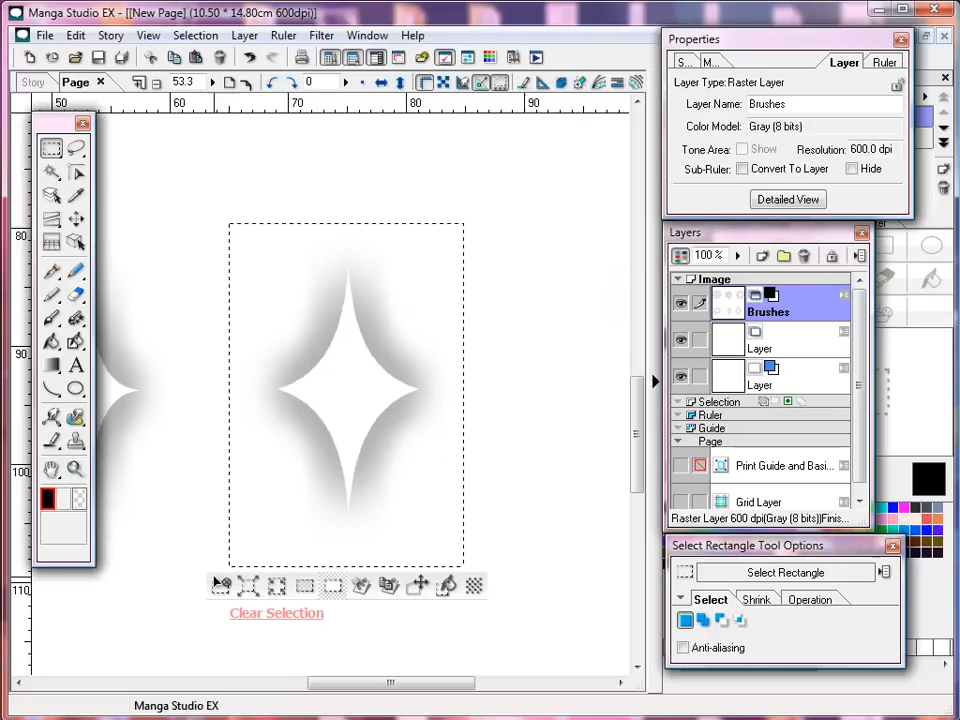 Manga Studio EX - [[New Page] (10.50 * 14.80cm 600dpi)]
File Edit Story View Selection Layer Ruler Filter Window Help
Story Page 53.3 0
50 60 70 80 90
80
90
100
110
Clear Selection
Manga Studio EX
Properties
S... M... Layer Ruler
Layer Type: Raster Layer
Layer Name: Brushes
Color Model: Gray (8 bits)
Tone Area: Show Resolution: 600.0 dpi
Sub-Ruler: Convert To Layer Hide
Detailed View
Layers
100 %
Image
Brushes
Layer
Layer
Selection
Ruler
Guide
Page
Print Guide and Basi...
Grid Layer
Raster Layer 600 dpi(Gray (8 bits))Finis...
Select Rectangle Tool Options
Select Rectangle
Select Shrink Operation
Anti-aliasing